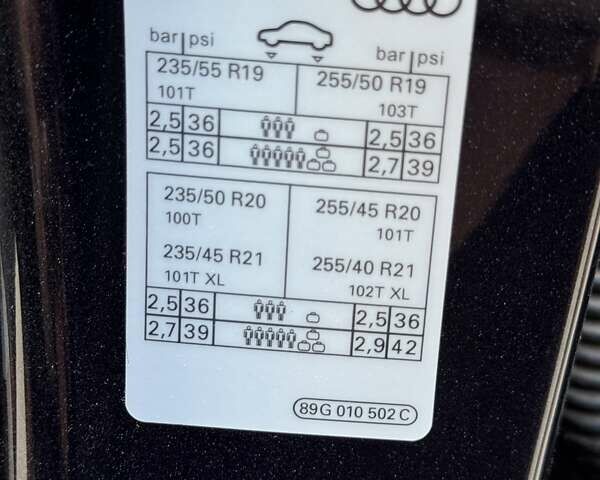 bar psi bar psi
235/55 R19 255/50 R19
101T 103T
2,5 36 2,5 36
2,5 36 2,7 39
235/50 R20 255/45 R20
100T 101T
235/45 R21 255/40 R21
101T XL 102T XL
2,5 36 2,5 36
2,7 39 2,9 42
89G 010 502 C